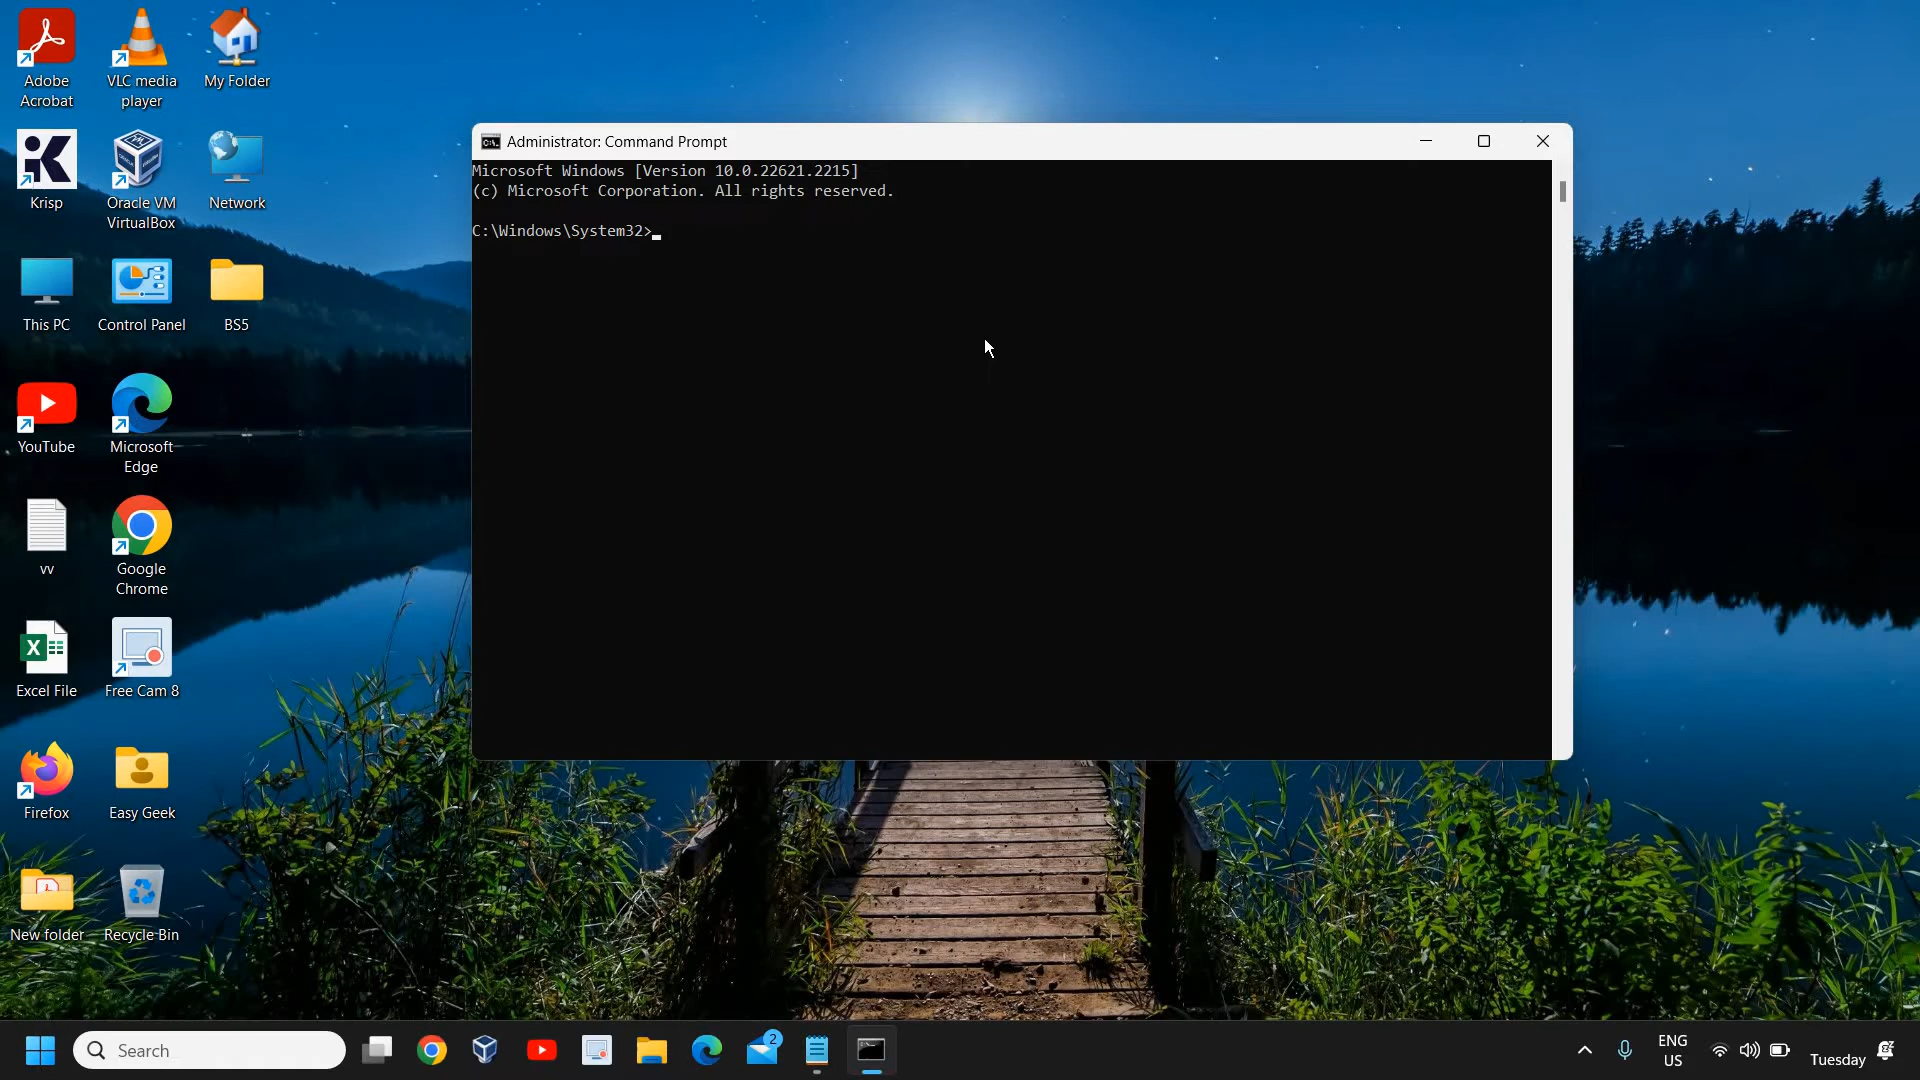 Adobe
Acrobat
VLC media
player
My Folder
Krisp
Oracle VM
VirtualBox
Network
This PC
Control Panel
BS5
YouTube
Microsoft
Edge
vv
Google
Chrome
Excel File
Free Cam 8
Firefox
Easy Geek
New folder
Recycle Bin
Administrator: Command Prompt
Microsoft Windows [Version 10.0.22621.2215]
(c) Microsoft Corporation. All rights reserved.
C:\Windows\System32>
Search
2
ENG
US
Tuesday